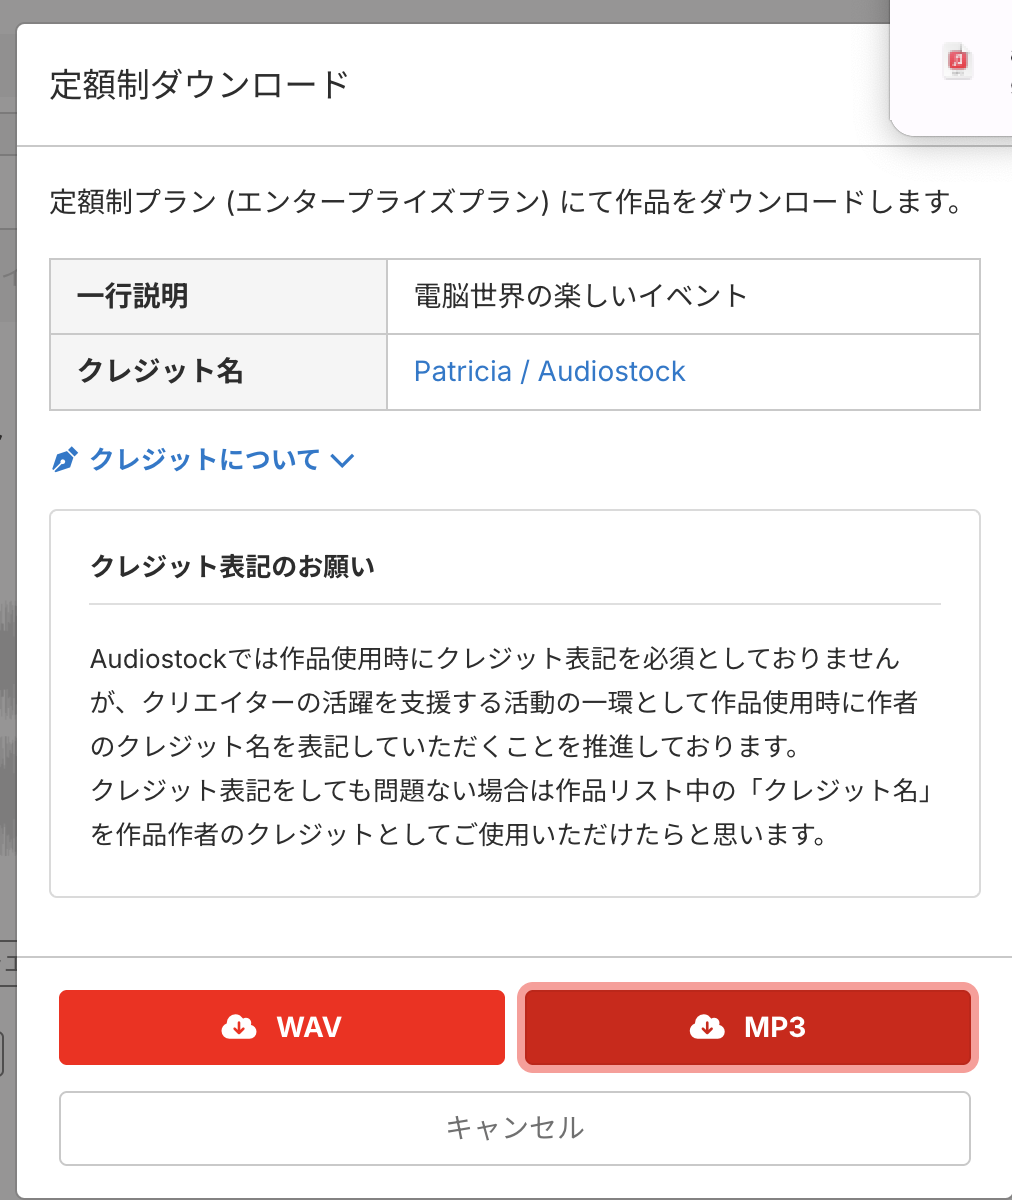 定額制ダウンロード
定額制プラン (エンタープライズプラン) にて作品をダウンロードします。
一行説明
電脳世界の楽しいイベント
クレジット名
Patricia / Audiostock
クレジットについて
クレジット表記のお願い
Audiostockでは作品使用時にクレジット表記を必須としておりません
が、クリエイターの活躍を支援する活動の一環として作品使用時に作者
のクレジット名を表記していただくことを推進しております。
クレジット表記をしても問題ない場合は作品リスト中の「クレジット名」
を作品作者のクレジットとしてご使用いただけたらと思います。
WAV
MP3
キャンセル